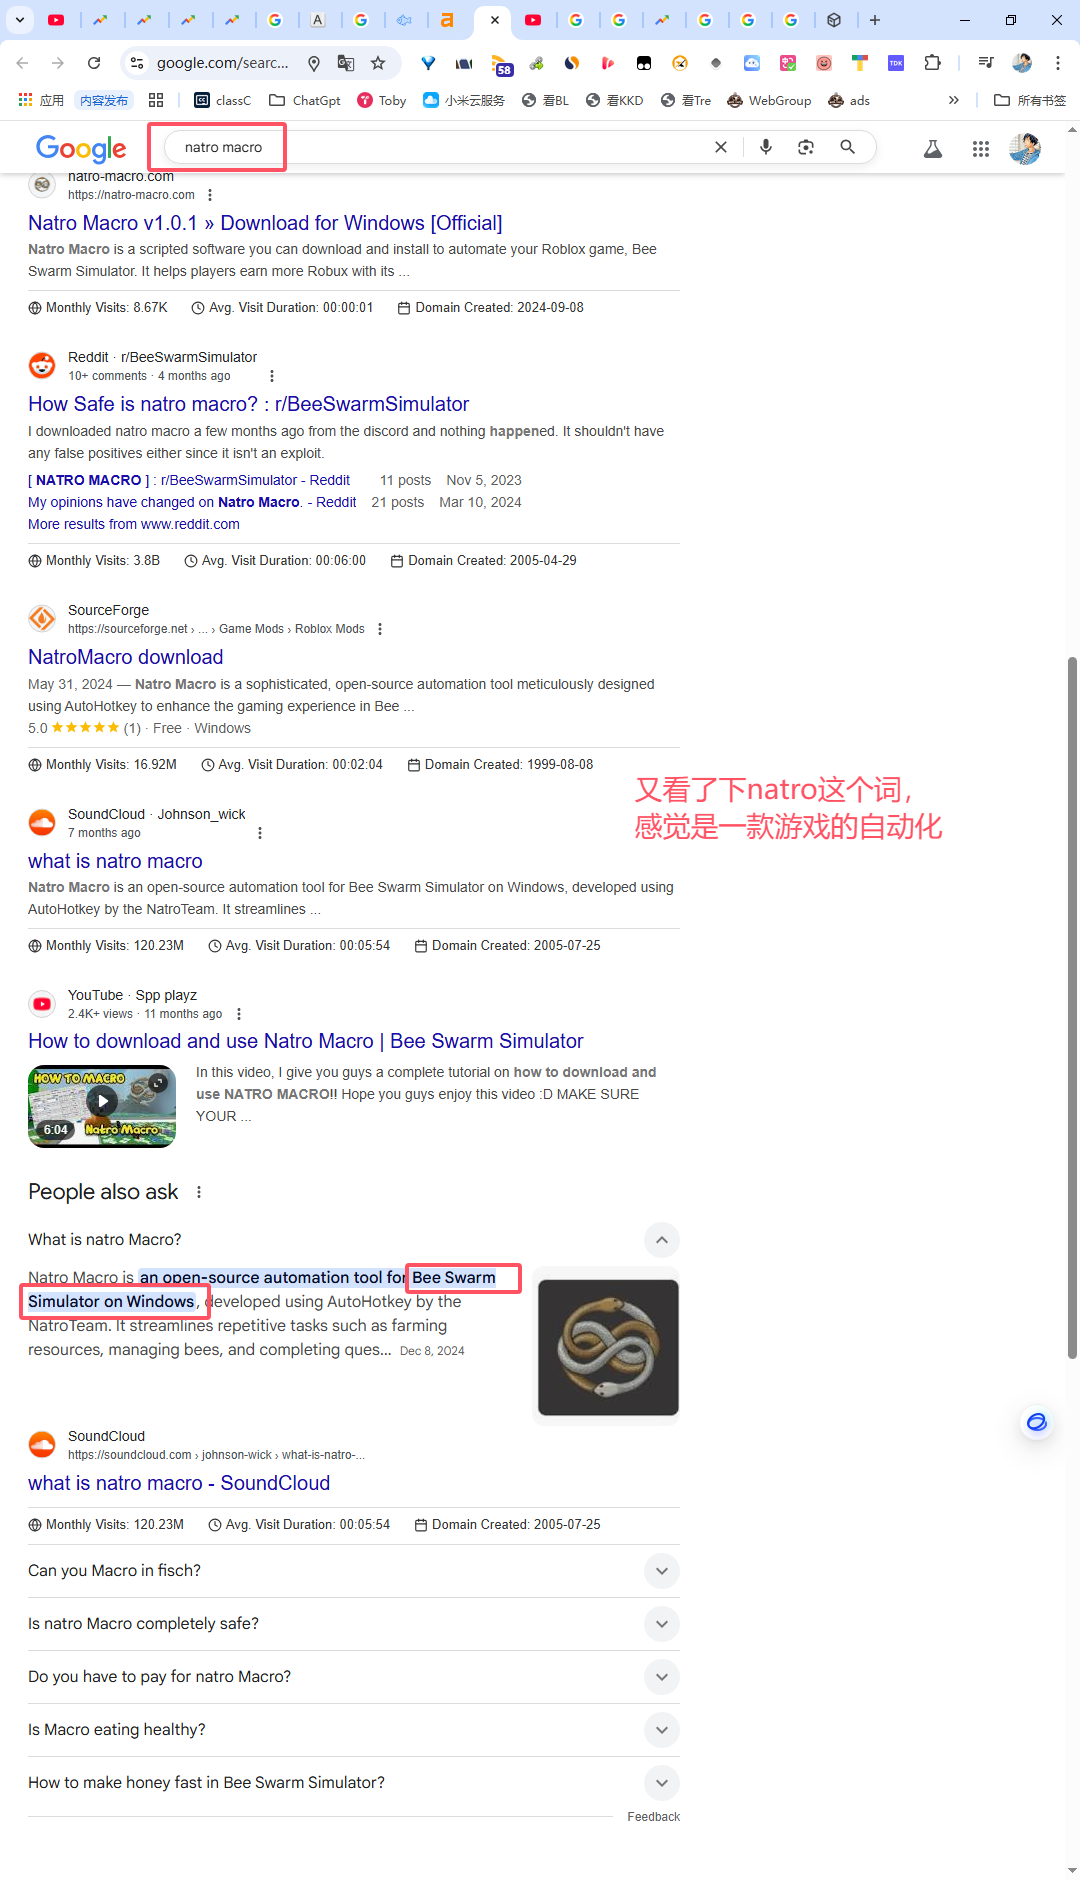 google.com/searc...
58
TDK
应用
内容发布
classC
ChatGpt
Toby
小米云服务
看BL
看KKD
看Tre
WebGroup
ads
所有书签
Google
natro macro
natro-macro.com
https://natro-macro.com
Natro Macro v1.0.1 » Download for Windows [Official]
Natro Macro is a scripted software you can download and install to automate your Roblox game, Bee
Swarm Simulator. It helps players earn more Robux with its ...
Monthly Visits: 8.67K Avg. Visit Duration: 00:00:01 Domain Created: 2024-09-08
Reddit · r/BeeSwarmSimulator
10+ comments · 4 months ago
How Safe is natro macro? : r/BeeSwarmSimulator
I downloaded natro macro a few months ago from the discord and nothing happened. It shouldn't have
any false positives either since it isn't an exploit.
[ NATRO MACRO ] : r/BeeSwarmSimulator - Reddit 11 posts Nov 5, 2023
My opinions have changed on Natro Macro. - Reddit 21 posts Mar 10, 2024
More results from www.reddit.com
Monthly Visits: 3.8B Avg. Visit Duration: 00:06:00 Domain Created: 2005-04-29
SourceForge
https://sourceforge.net › ... › Game Mods › Roblox Mods
NatroMacro download
May 31, 2024 — Natro Macro is a sophisticated, open-source automation tool meticulously designed
using AutoHotkey to enhance the gaming experience in Bee ...
5.0 ★★★★★ (1) · Free · Windows
Monthly Visits: 16.92M Avg. Visit Duration: 00:02:04 Domain Created: 1999-08-08
又看了下natro这个词，
感觉是一款游戏的自动化
SoundCloud · Johnson_wick
7 months ago
what is natro macro
Natro Macro is an open-source automation tool for Bee Swarm Simulator on Windows, developed using
AutoHotkey by the NatroTeam. It streamlines ...
Monthly Visits: 120.23M Avg. Visit Duration: 00:05:54 Domain Created: 2005-07-25
YouTube · Spp playz
2.4K+ views · 11 months ago
How to download and use Natro Macro | Bee Swarm Simulator
HOW TO MACRO
6:04
Natro Macro
In this video, I give you guys a complete tutorial on how to download and
use NATRO MACRO!! Hope you guys enjoy this video :D MAKE SURE
YOUR ...
People also ask
What is natro Macro?
Natro Macro is an open-source automation tool for Bee Swarm
Simulator on Windows, developed using AutoHotkey by the
NatroTeam. It streamlines repetitive tasks such as farming
resources, managing bees, and completing ques... Dec 8, 2024
SoundCloud
https://soundcloud.com › johnson-wick › what-is-natro-...
what is natro macro - SoundCloud
Monthly Visits: 120.23M Avg. Visit Duration: 00:05:54 Domain Created: 2005-07-25
Can you Macro in fisch?
Is natro Macro completely safe?
Do you have to pay for natro Macro?
Is Macro eating healthy?
How to make honey fast in Bee Swarm Simulator?
Feedback